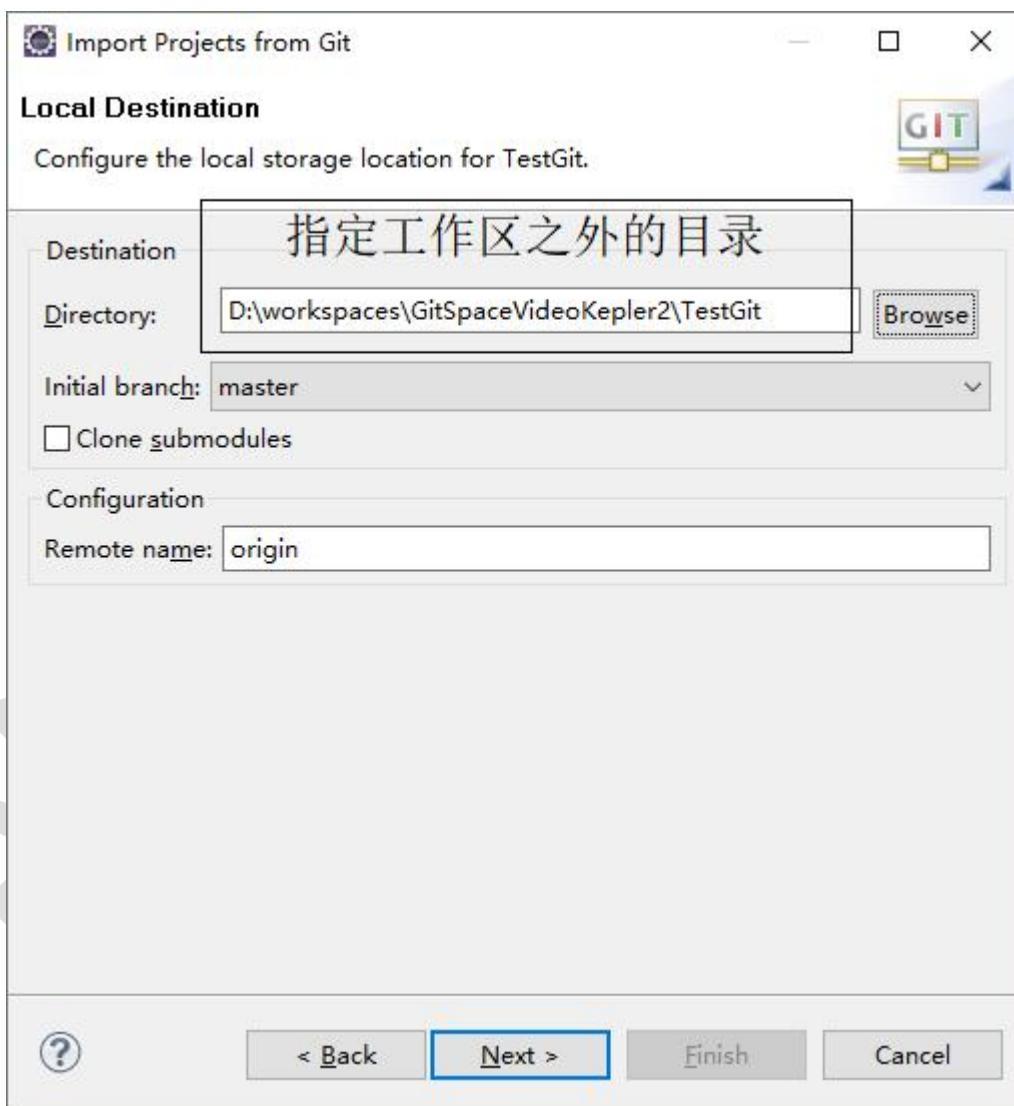 Import Projects from Git
Local Destination
GIT
Configure the local storage location for TestGit.
指定工作区之外的目录
Destination
Directory: D:\workspaces\GitSpaceVideoKepler2\TestGit Browse
Initial branch: master
Clone submodules
Configuration
Remote name: origin
?
< Back Next > Finish Cancel